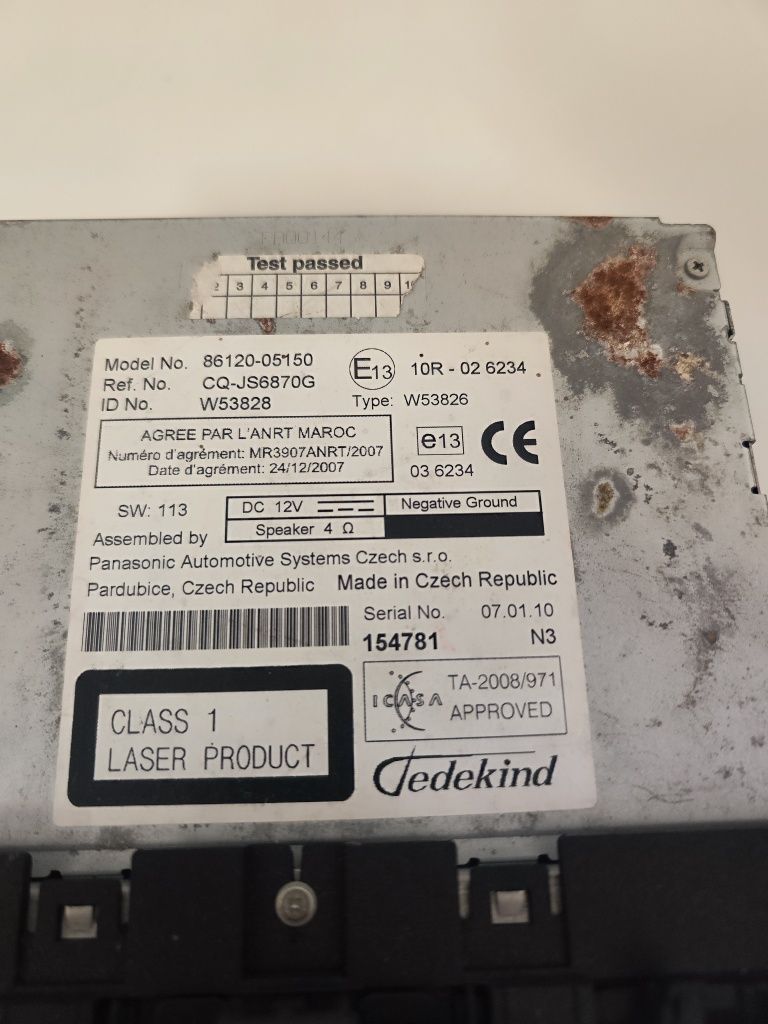 Test passed
2 3 4 5 6 7 8 9
Model No. 86120-05150
Ref. No. CQ-JS6870G
ID No. W53828
E13 10R - 02 6234
Type: W53826
AGREE PAR L'ANRT MAROC
Numéro d'agrément: MR3907ANRT/2007
Date d'agrément: 24/12/2007
e13
03 6234
CE
SW: 113
DC 12V
Negative Ground
Speaker 4 Ω
Assembled by
Panasonic Automotive Systems Czech s.r.o.
Pardubice, Czech Republic Made in Czech Republic
Serial No. 07.01.10
154781 N3
CLASS 1
LASER PRODUCT
ICASA
TA-2008/971
APPROVED
Tedekind